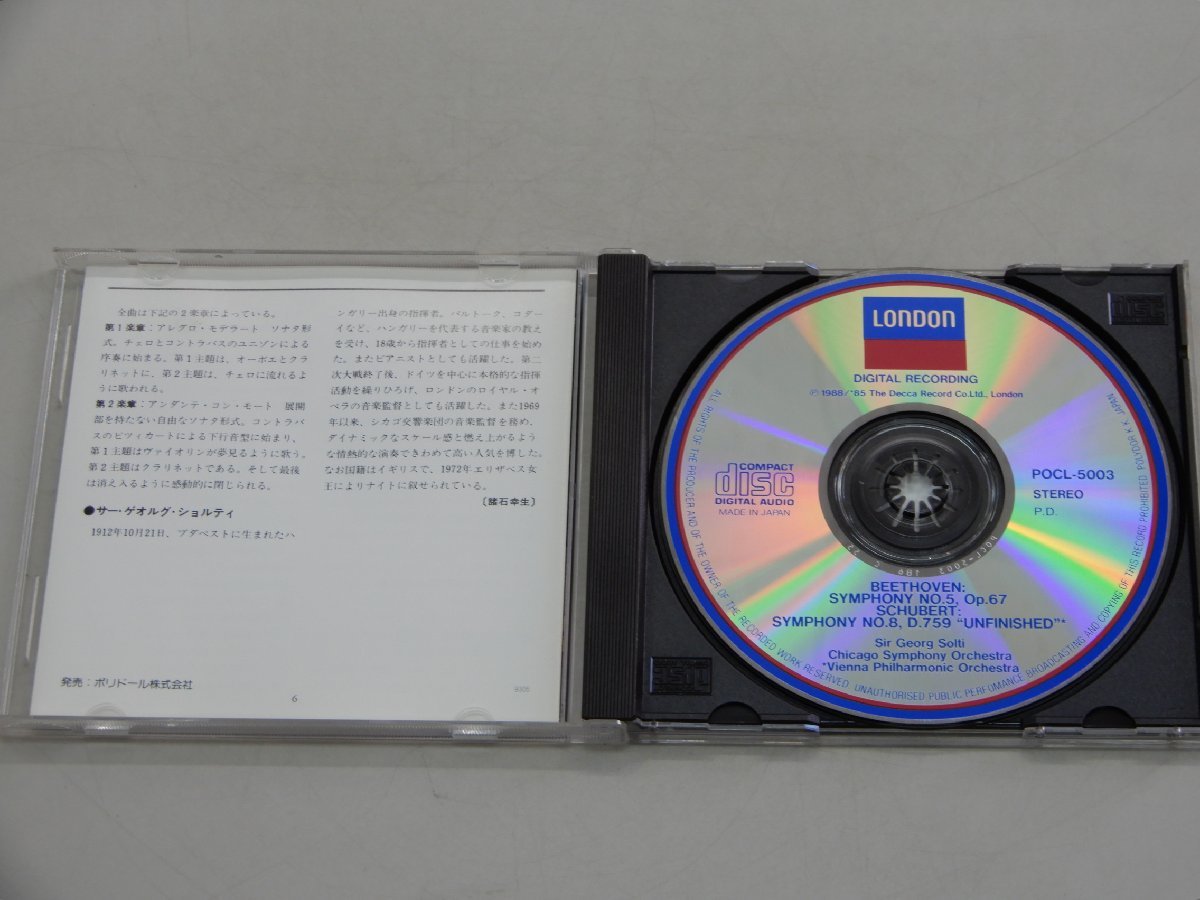 全曲は下記の2楽章によっている。
第1楽章：アレグロ・モデラート　ソナタ形
式。チェロとコントラバスのユニゾンによる
序奏に始まる。第1主題は、オーボエとクラ
リネットに、第2主題は、チェロに流れるよう
に歌われる。
第2楽章：アンダンテ・コン・モート　展開
部を持たない自由なソナタ形式。コントラバ
スのピツィカートによる下行音型に始まり、
第1主題はヴァイオリンが夢見るように歌う。
第2主題はクラリネットである。そして最後
は消え入るように感動的に閉じられる。
●サー・ゲオルグ・ショルティ
1912年10月21日、ブダペストに生まれたハ
ンガリー出身の指揮者。バルトーク、コダー
イなど、ハンガリーを代表する音楽家の教え
を受け、18歳から指揮者としての仕事を始め
た。またピアニストとしても活躍した。第二
次大戦終了後、ドイツを中心に本格的な指揮
活動を繰りひろげ、ロンドンのロイヤル・オ
ペラの音楽監督としても活躍した。また1969
年以来、シカゴ交響楽団の音楽監督を務め、
ダイナミックなスケール感と燃え上がるよう
な情熱的な演奏できわめて高い人気を博した。
なお国籍はイギリスで、1972年エリザベス女
王によりナイトに叙せられている。
〔諸石幸生〕
発売：ポリドール株式会社
6
9305
LONDON
DIGITAL RECORDING
℗ 1988/'85 The Decca Record Co.Ltd., London
COMPACT
disc
DIGITAL AUDIO
MADE IN JAPAN
POCL-5003
STEREO
P.D.
BEETHOVEN:
SYMPHONY NO.5, Op.67
SCHUBERT:
SYMPHONY NO.8, D.759 "UNFINISHED"*
Sir Georg Solti
Chicago Symphony Orchestra
*Vienna Philharmonic Orchestra
ALL RIGHTS OF THE PRODUCER AND OF THE OWNER OF THE RECORDED WORK RESERVED. UNAUTHORISED PUBLIC PERFOMANCE BROADCASTING AND COPYING OF THIS RECORD PROHIBITED. POLYDOR K.K. JAPAN